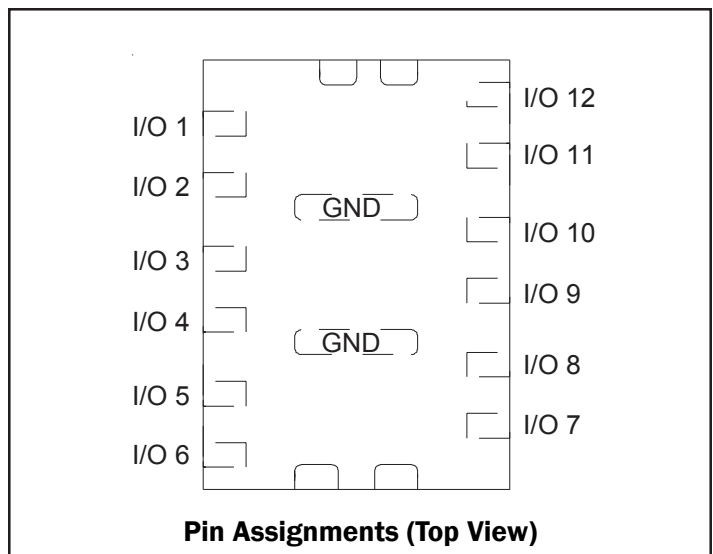 I/O 1
I/O 2
I/O 3
I/O 4
I/O 5
I/O 6
GND
GND
I/O 12
I/O 11
I/O 10
I/O 9
I/O 8
I/O 7
Pin Assignments (Top View)